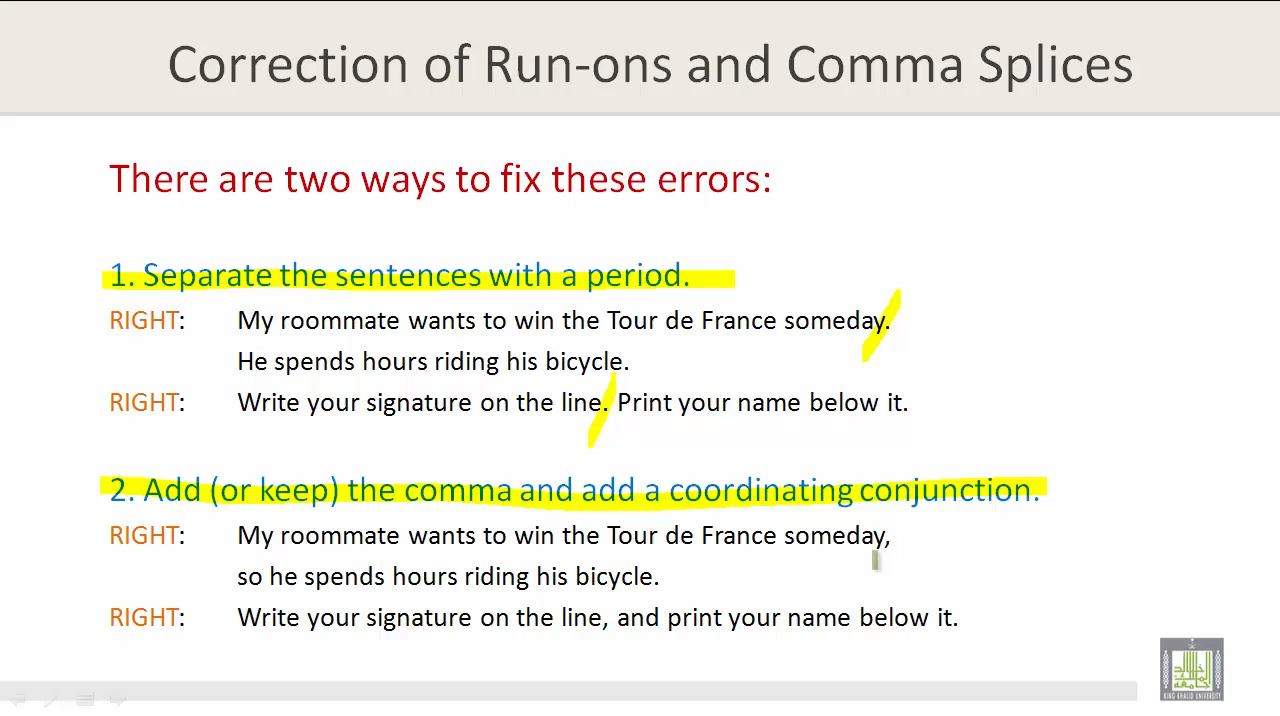 Correction of Run-ons and Comma Splices
There are two ways to fix these errors:
1. Separate the sentences with a period.
RIGHT: My roommate wants to win the Tour de France someday.
He spends hours riding his bicycle.
RIGHT: Write your signature on the line. Print your name below it.
2. Add (or keep) the comma and add a coordinating conjunction.
RIGHT: My roommate wants to win the Tour de France someday,
so he spends hours riding his bicycle.
RIGHT: Write your signature on the line, and print your name below it.
KING KHALID UNIVERSITY